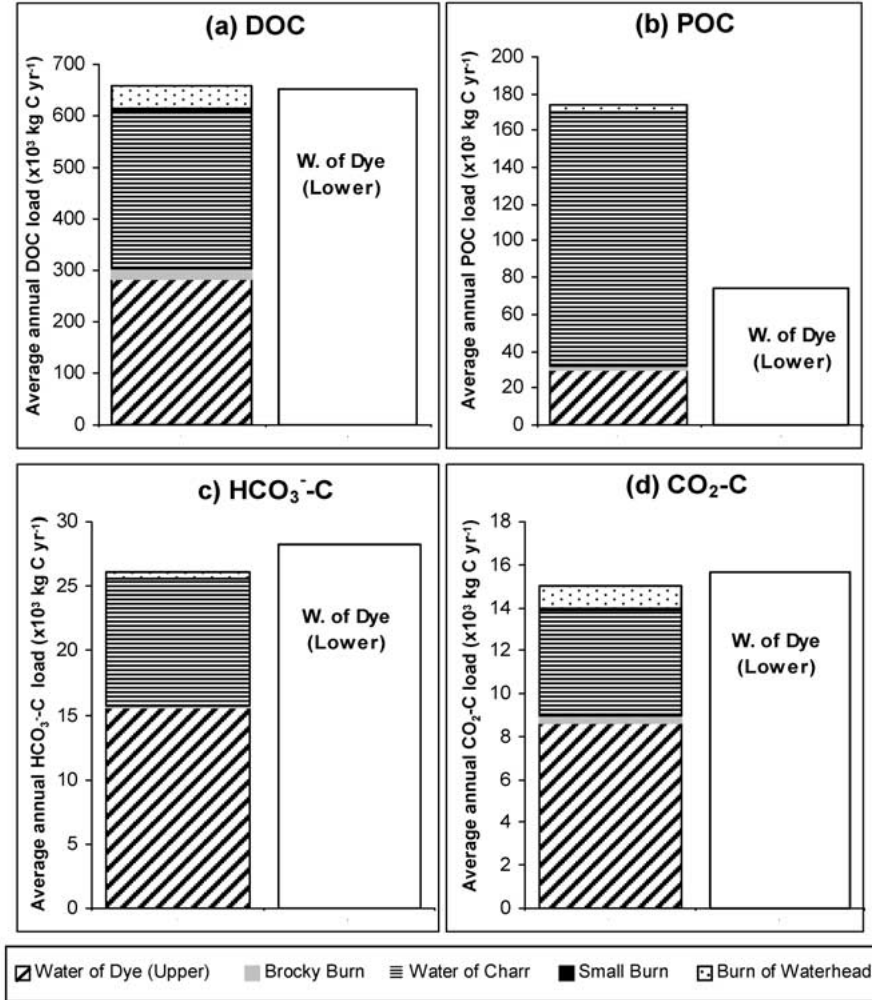 (a) DOC
Average annual DOC load (x10³ kg C yr⁻¹)
700
600
500
400
300
200
100
0
W. of Dye
(Lower)
(b) POC
Average annual POC load (x10³ kg C yr⁻¹)
200
180
160
140
120
100
80
60
40
20
0
W. of Dye
(Lower)
c) HCO₃⁻-C
Average annual HCO₃⁻-C load (x10³ kg C yr⁻¹)
30
25
20
15
10
5
0
W. of Dye
(Lower)
(d) CO₂-C
Average annual CO₂-C load (x10³ kg C yr⁻¹)
18
16
14
12
10
8
6
4
2
0
W. of Dye
(Lower)
Water of Dye (Upper) Brocky Burn Water of Charr Small Burn Burn of Waterhead